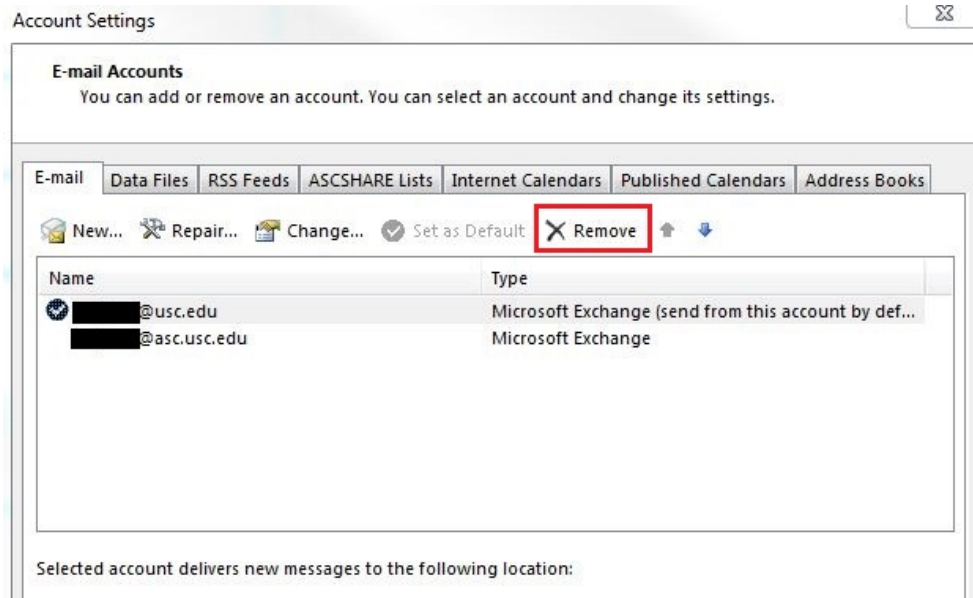 Account Settings
E-mail Accounts
You can add or remove an account. You can select an account and change its settings.
E-mail Data Files RSS Feeds ASCSHARE Lists Internet Calendars Published Calendars Address Books
New... Repair... Change... Set as Default Remove
Name Type
@usc.edu Microsoft Exchange (send from this account by def...
@asc.usc.edu Microsoft Exchange
Selected account delivers new messages to the following location: